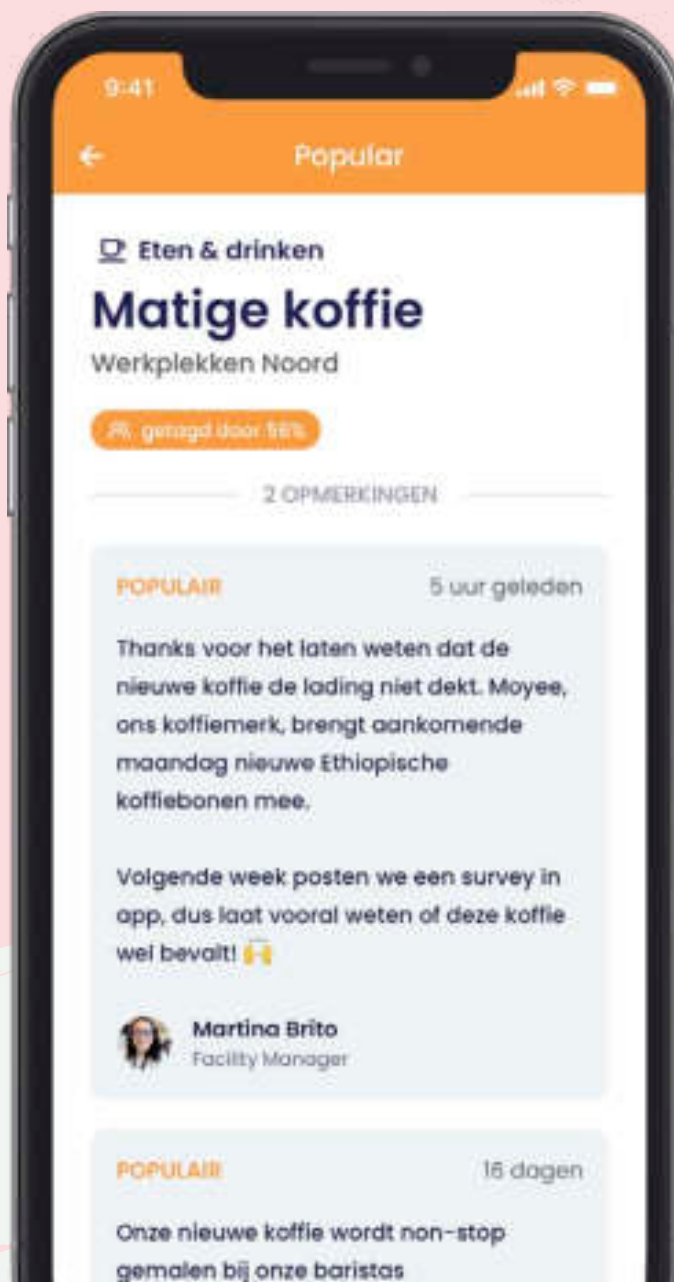 9:41
Popular
Eten & drinken
Matige koffie
Werkplekken Noord
getagd door 56%
2 OPMERKINGEN
POPULAIR
5 uur geleden
Thanks voor het laten weten dat de
nieuwe koffie de lading niet dekt. Moyee,
ons koffiemerk, brengt aankomende
maandag nieuwe Ethiopische
koffiebonen mee.
Volgende week posten we een survey in
app, dus laat vooral weten of deze koffie
wel bevalt! 🙌
Martina Brito
Facility Manager
POPULAIR
16 dagen
Onze nieuwe koffie wordt non-stop
gemalen bij onze baristas